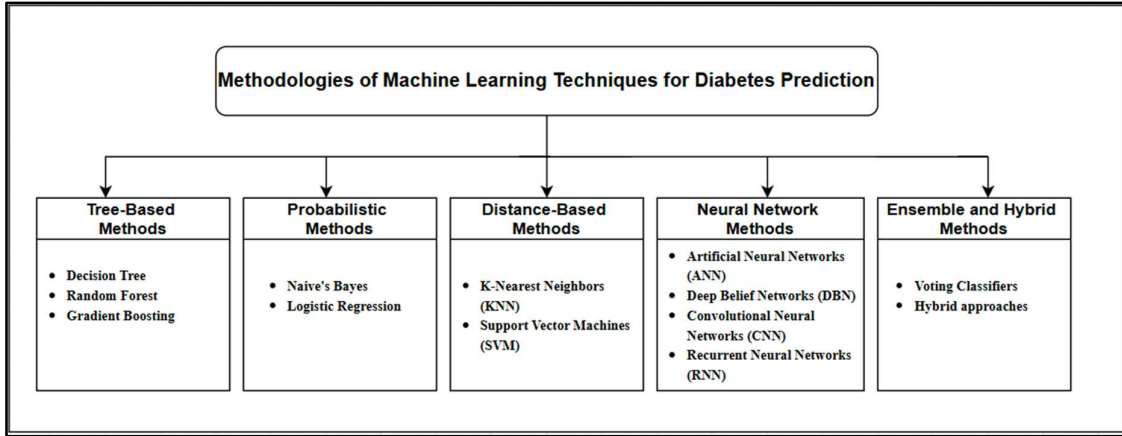 Methodologies of Machine Learning Techniques for Diabetes Prediction
Tree-Based
Methods
• Decision Tree
• Random Forest
• Gradient Boosting
Probabilistic
Methods
• Naive's Bayes
• Logistic Regression
Distance-Based
Methods
• K-Nearest Neighbors
(KNN)
• Support Vector Machines
(SVM)
Neural Network
Methods
• Artificial Neural Networks
(ANN)
• Deep Belief Networks (DBN)
• Convolutional Neural
Networks (CNN)
• Recurrent Neural Networks
(RNN)
Ensemble and Hybrid
Methods
• Voting Classifiers
• Hybrid approaches